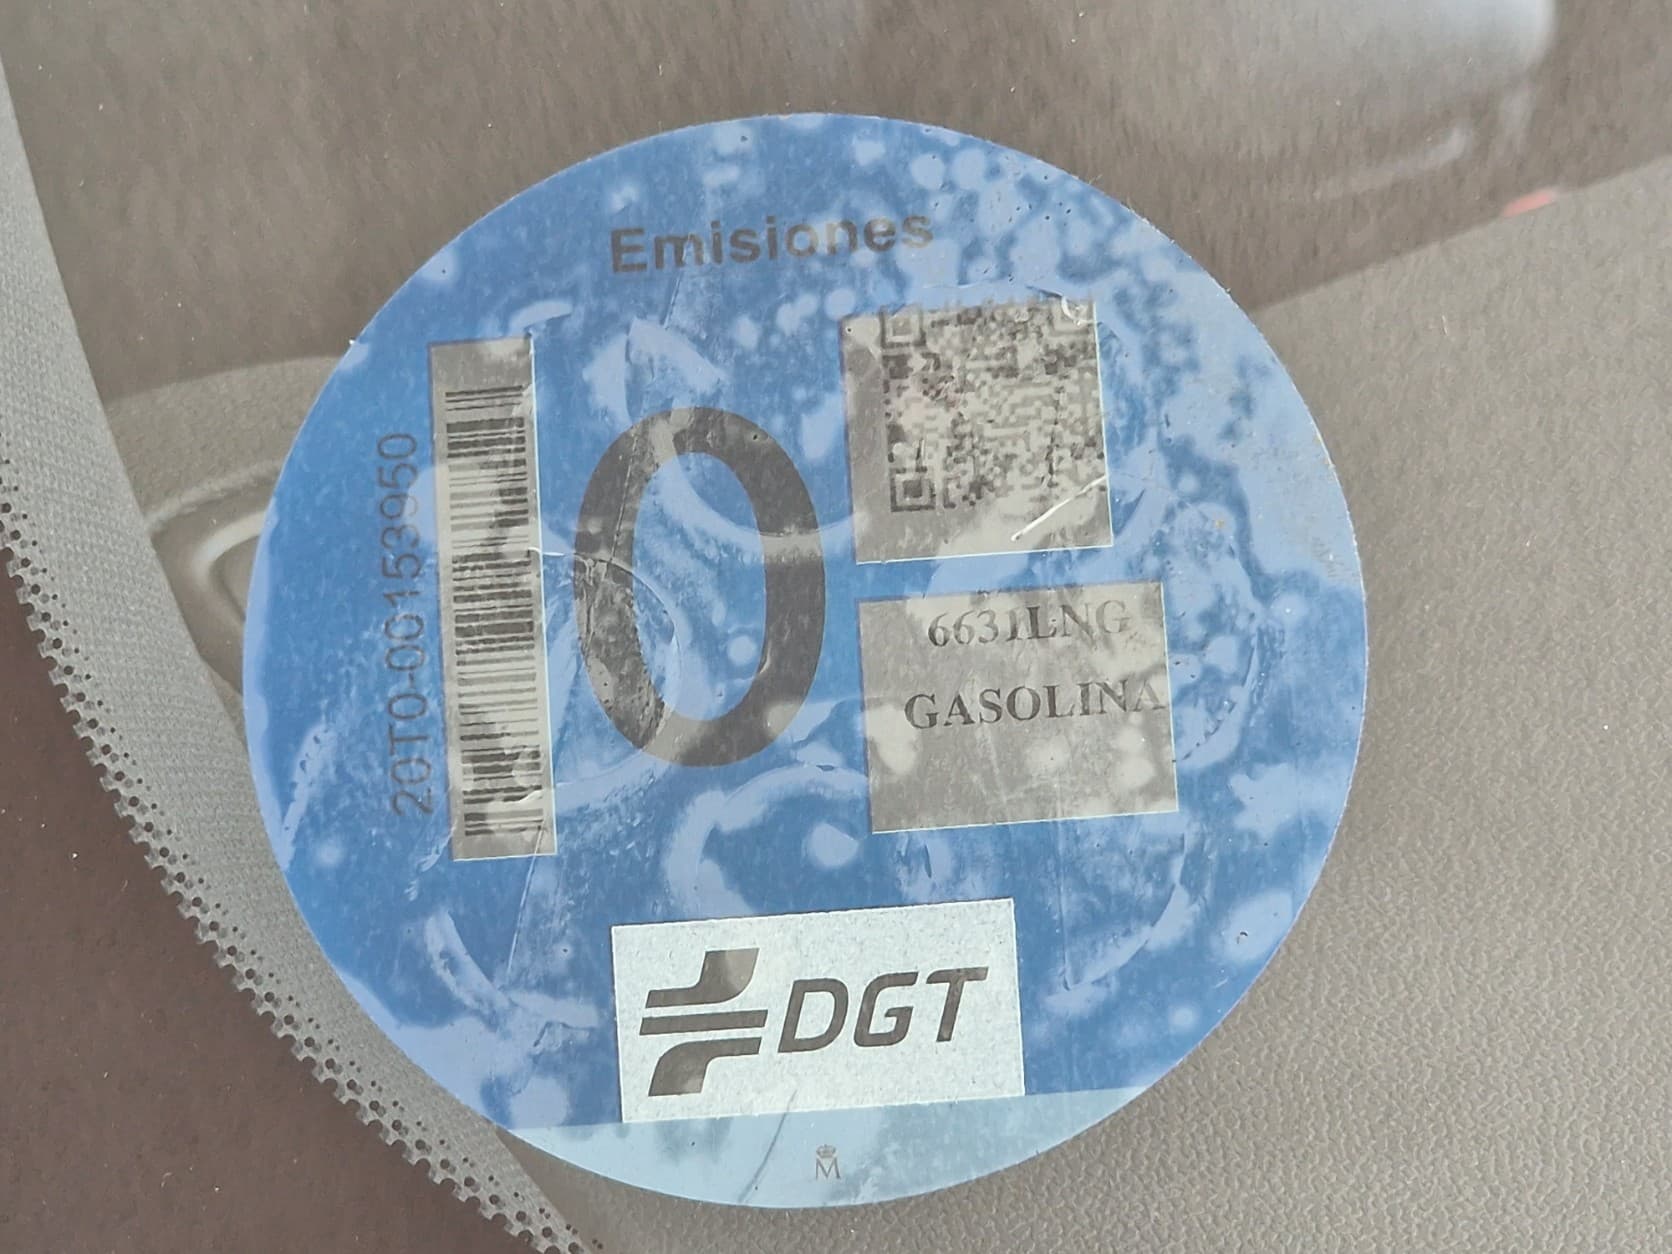 Emisiones
20T0-00153950
0
6631LNG
GASOLINA
DGT
M